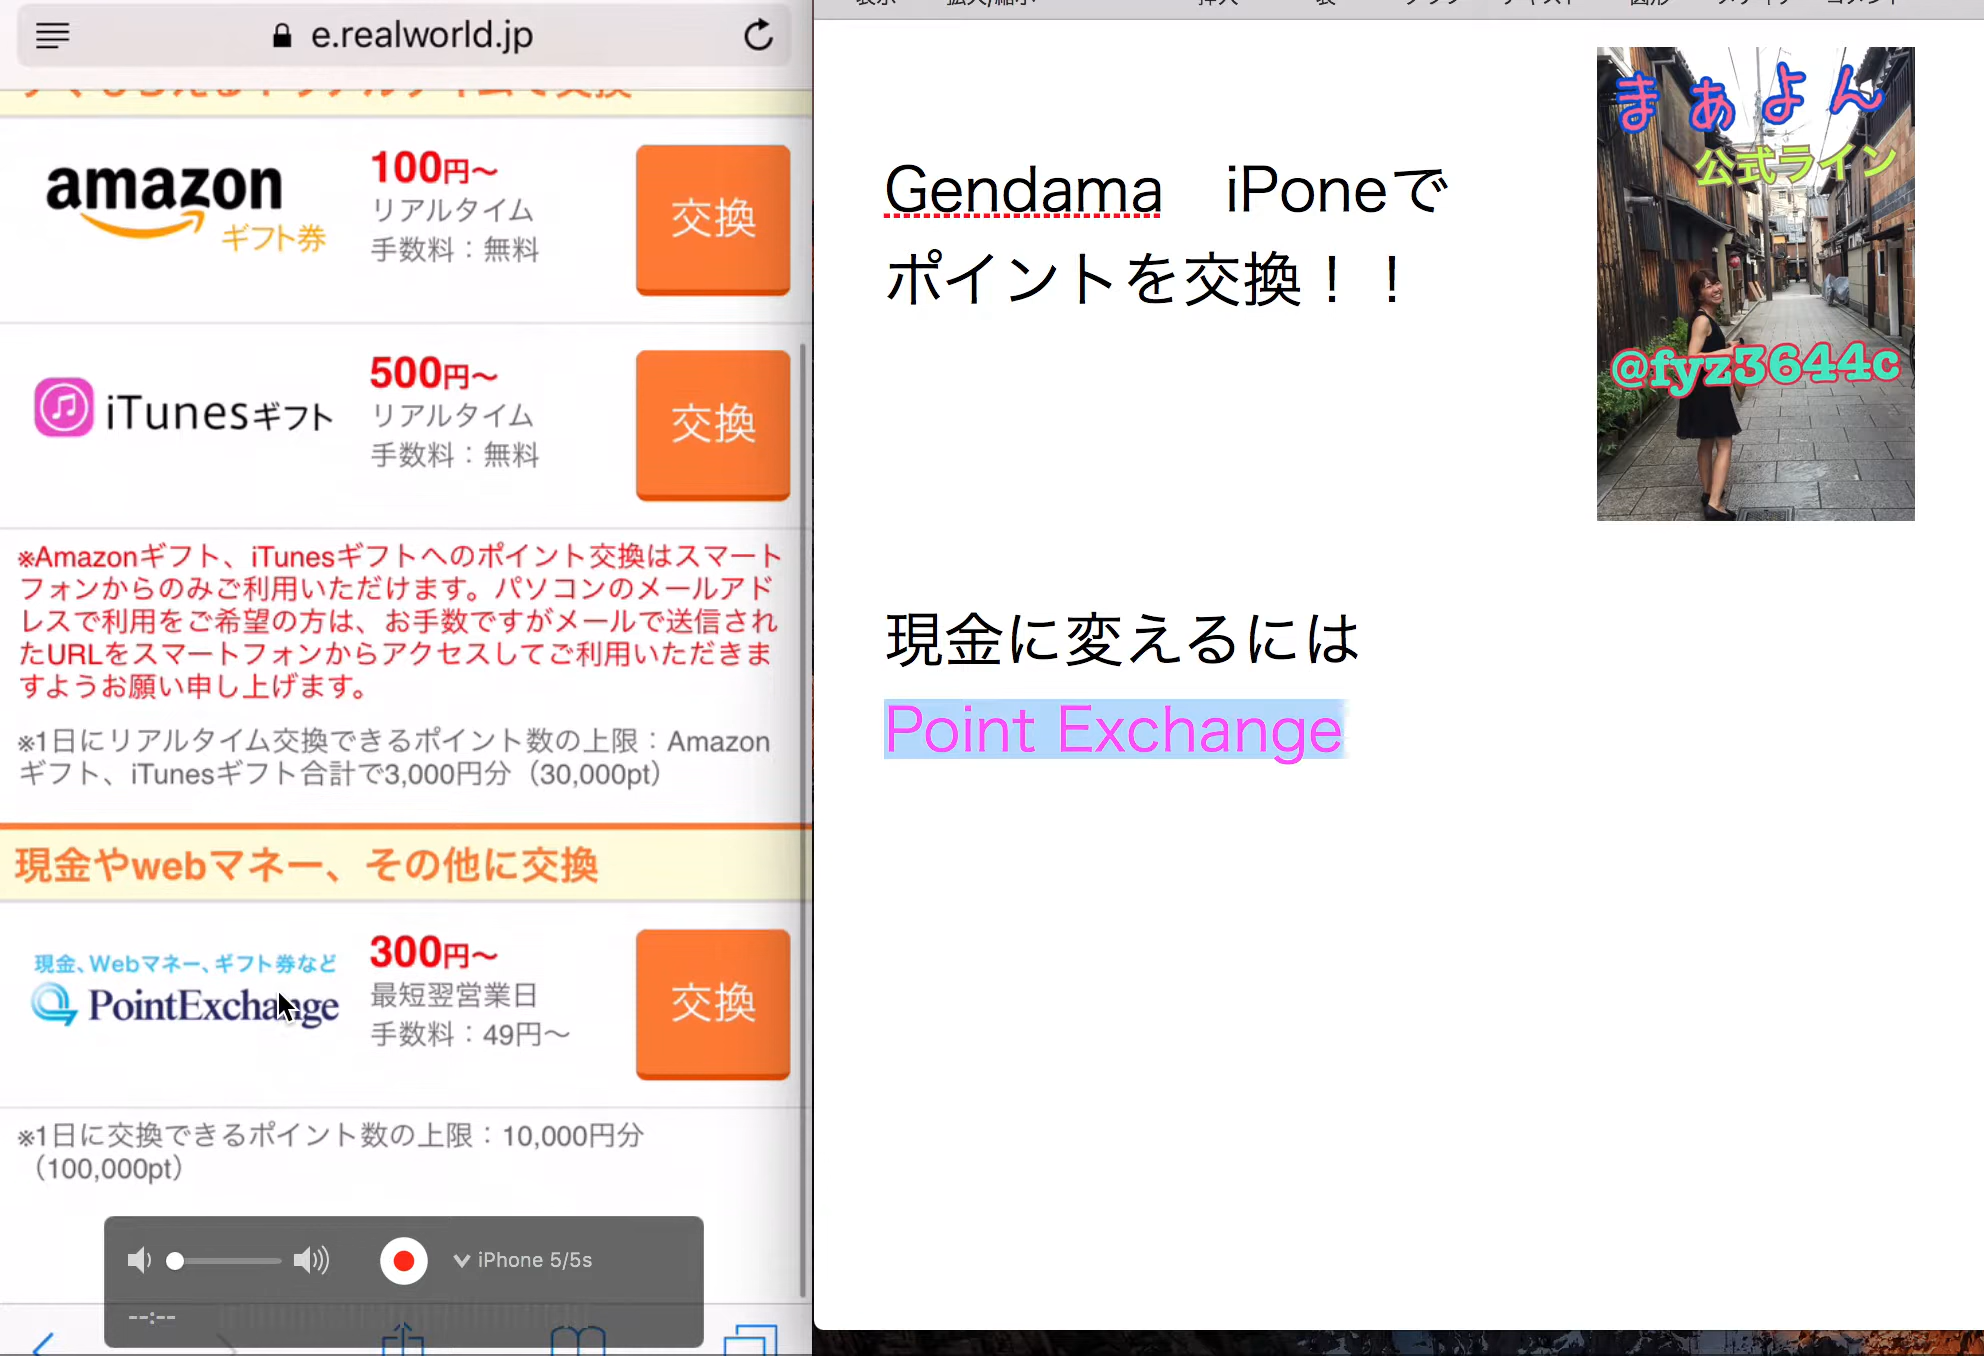 e.realworld.jp
amazon
ギフト券
100円〜
リアルタイム
手数料：無料
交換
iTunesギフト
500円〜
リアルタイム
手数料：無料
交換
※Amazonギフト、iTunesギフトへのポイント交換はスマート
フォンからのみご利用いただけます。パソコンのメールアド
レスで利用をご希望の方は、お手数ですがメールで送信され
たURLをスマートフォンからアクセスしてご利用いただきま
すようお願い申し上げます。
※1日にリアルタイム交換できるポイント数の上限：Amazon
ギフト、iTunesギフト合計で3,000円分（30,000pt）
現金やwebマネー、その他に交換
現金、Webマネー、ギフト券など
PointExchange
300円〜
最短翌営業日
手数料：49円〜
交換
※1日に交換できるポイント数の上限：10,000円分
（100,000pt）
iPhone 5/5s
--:--
Gendama　iPoneで
ポイントを交換！！
現金に変えるには
Point Exchange
まぁよん
公式ライン
@fyz3644c